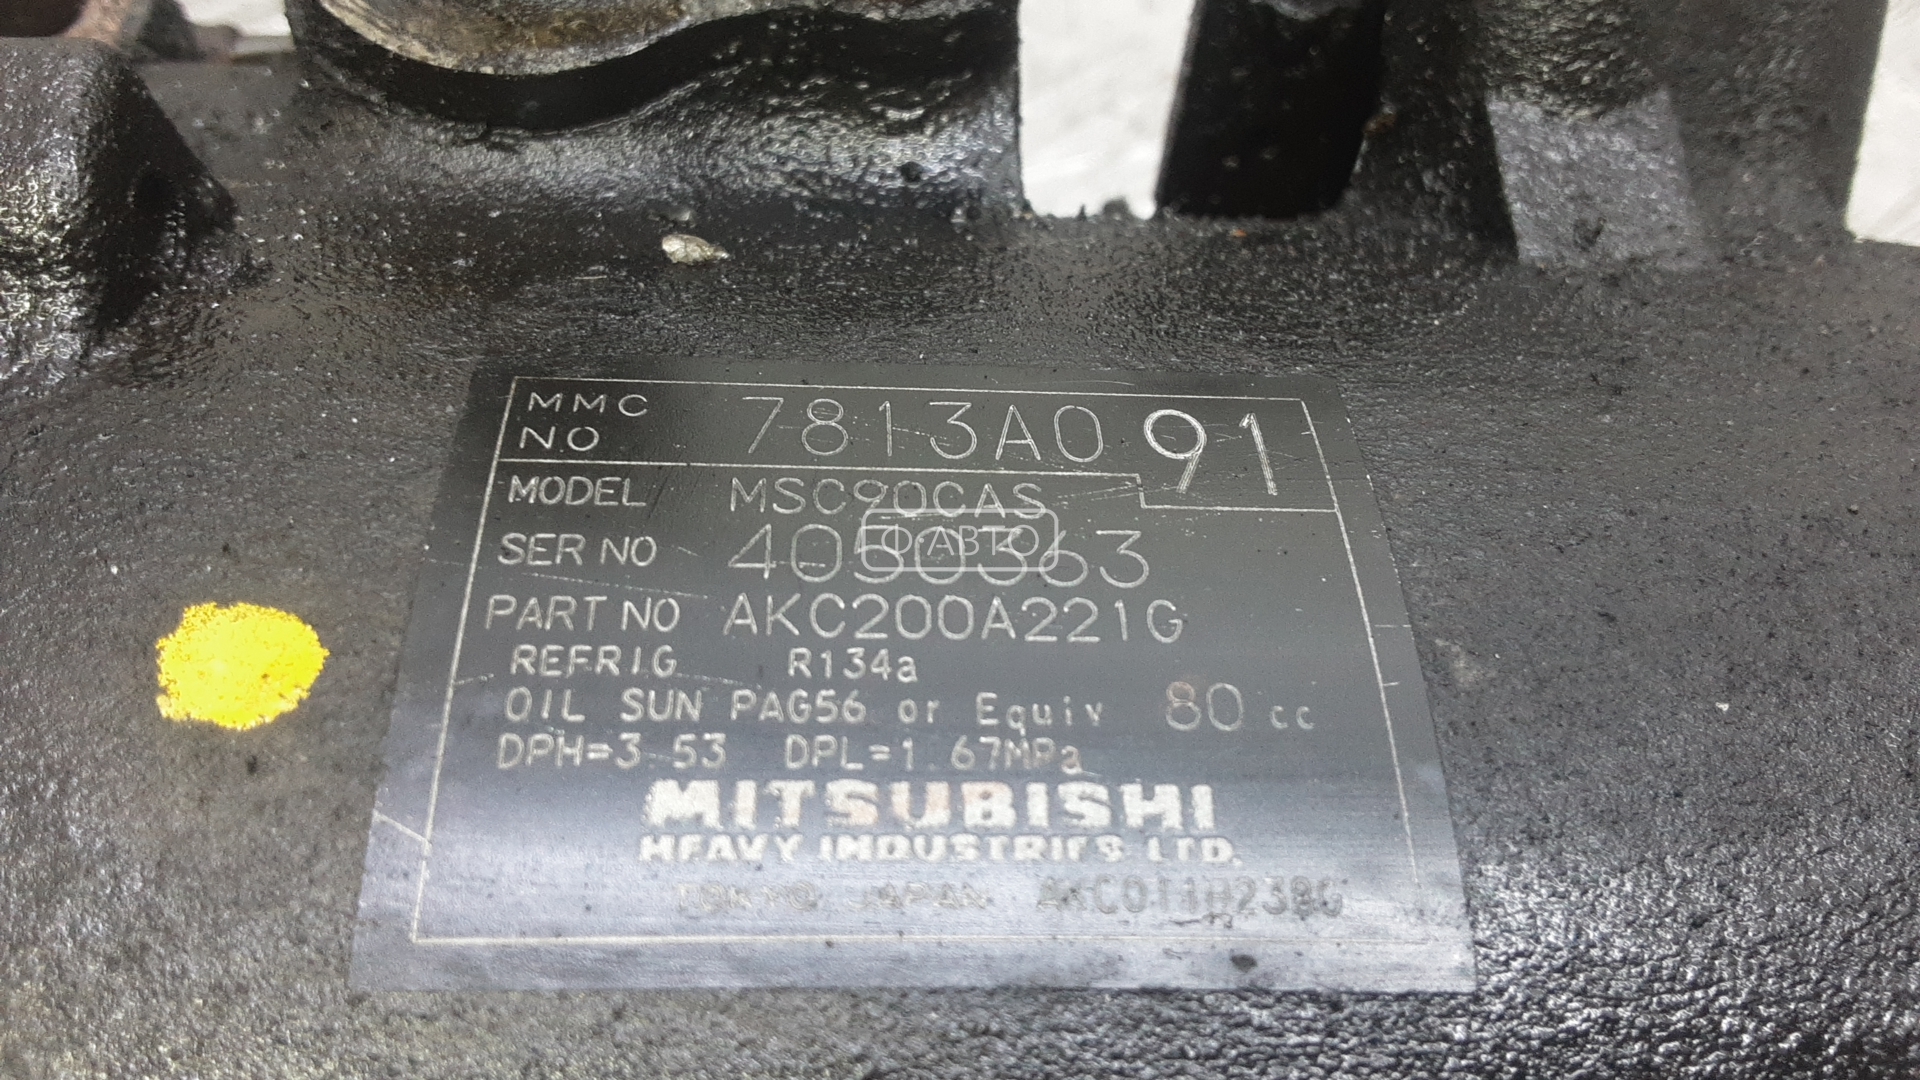 MMC NO 7813A091
MODEL MSC90CAS
SER NO 4050363
PART NO AKC200A221G
REFRIG R134a
OIL SUN PAG56 or Equiv 80 cc
DPH=3.53 DPL=1.67MPa
MITSUBISHI
HEAVY INDUSTRIES LTD.
TOKYO JAPAN